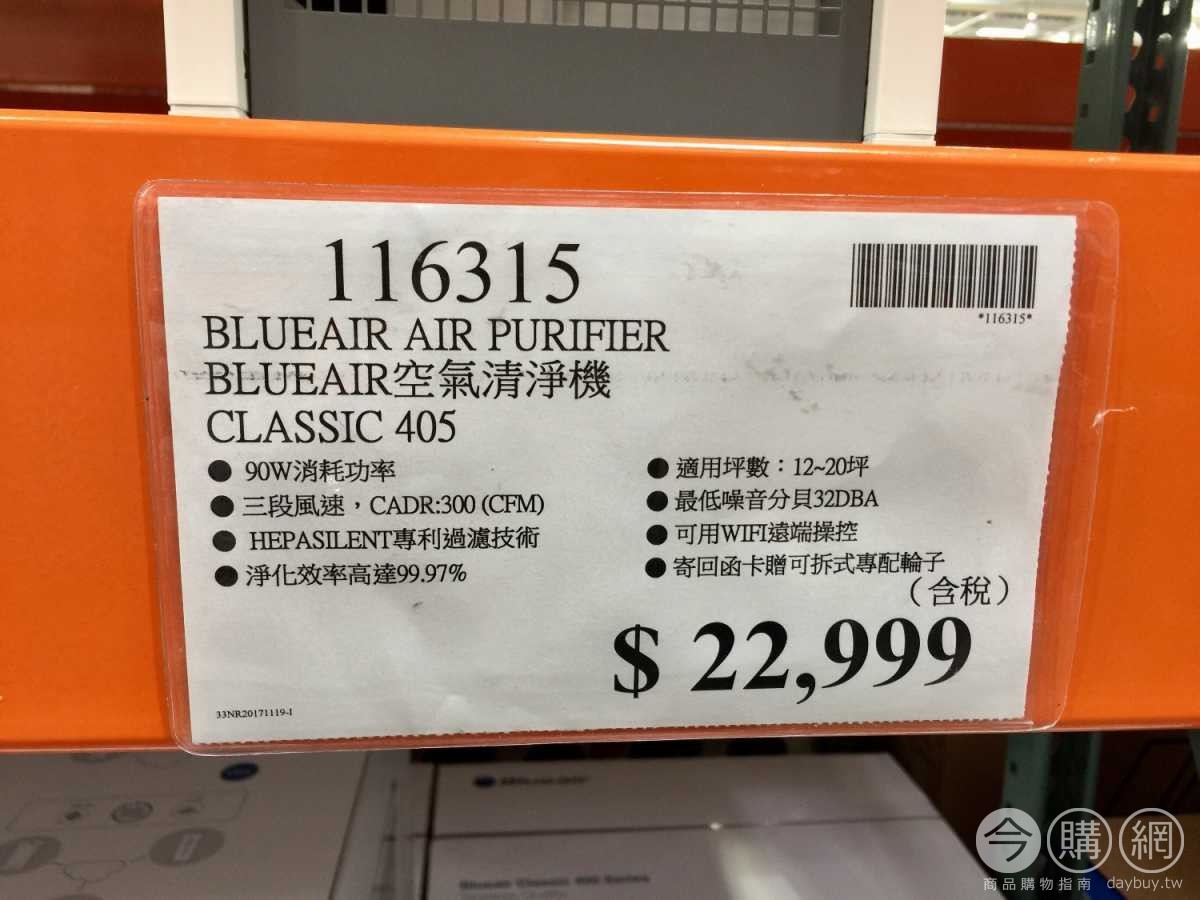 116315
*116315*
BLUEAIR AIR PURIFIER
BLUEAIR空氣清淨機
CLASSIC 405
● 90W消耗功率
● 三段風速，CADR:300 (CFM)
● HEPASILENT專利過濾技術
● 淨化效率高達99.97%
● 適用坪數：12~20坪
● 最低噪音分貝32DBA
● 可用WIFI遠端操控
● 寄回函卡贈可拆式專配輪子
（含稅）
$ 22,999
33NR20171119-1
Blueair
Blueair Classic 400 Series
今購網
商品購物指南 daybuy.tw